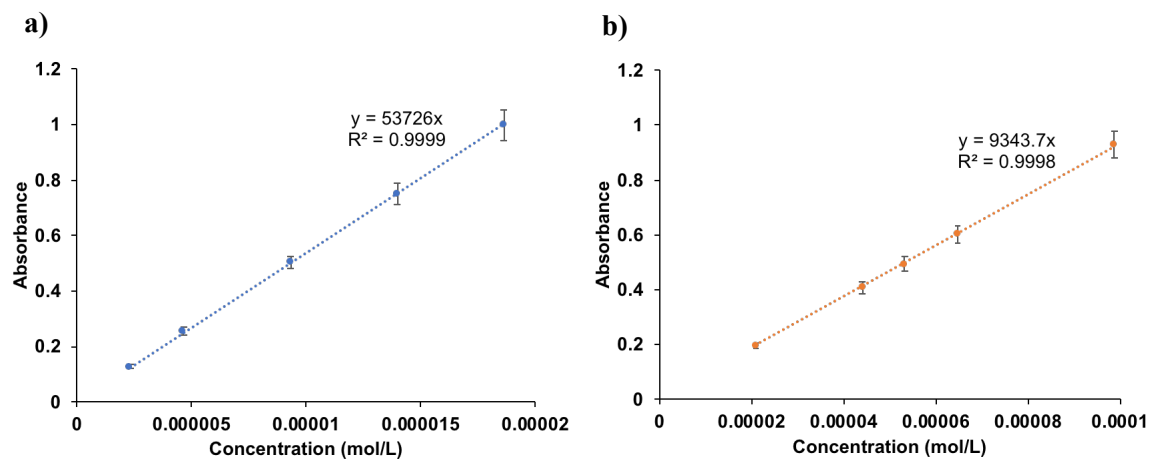 a)
1.2
1
0.8
0.6
0.4
0.2
0
Absorbance
y = 53726x
R² = 0.9999
0 0.000005 0.00001 0.000015 0.00002
Concentration (mol/L)
b)
1.2
1
0.8
0.6
0.4
0.2
0
Absorbance
y = 9343.7x
R² = 0.9998
0 0.00002 0.00004 0.00006 0.00008 0.0001
Concentration (mol/L)